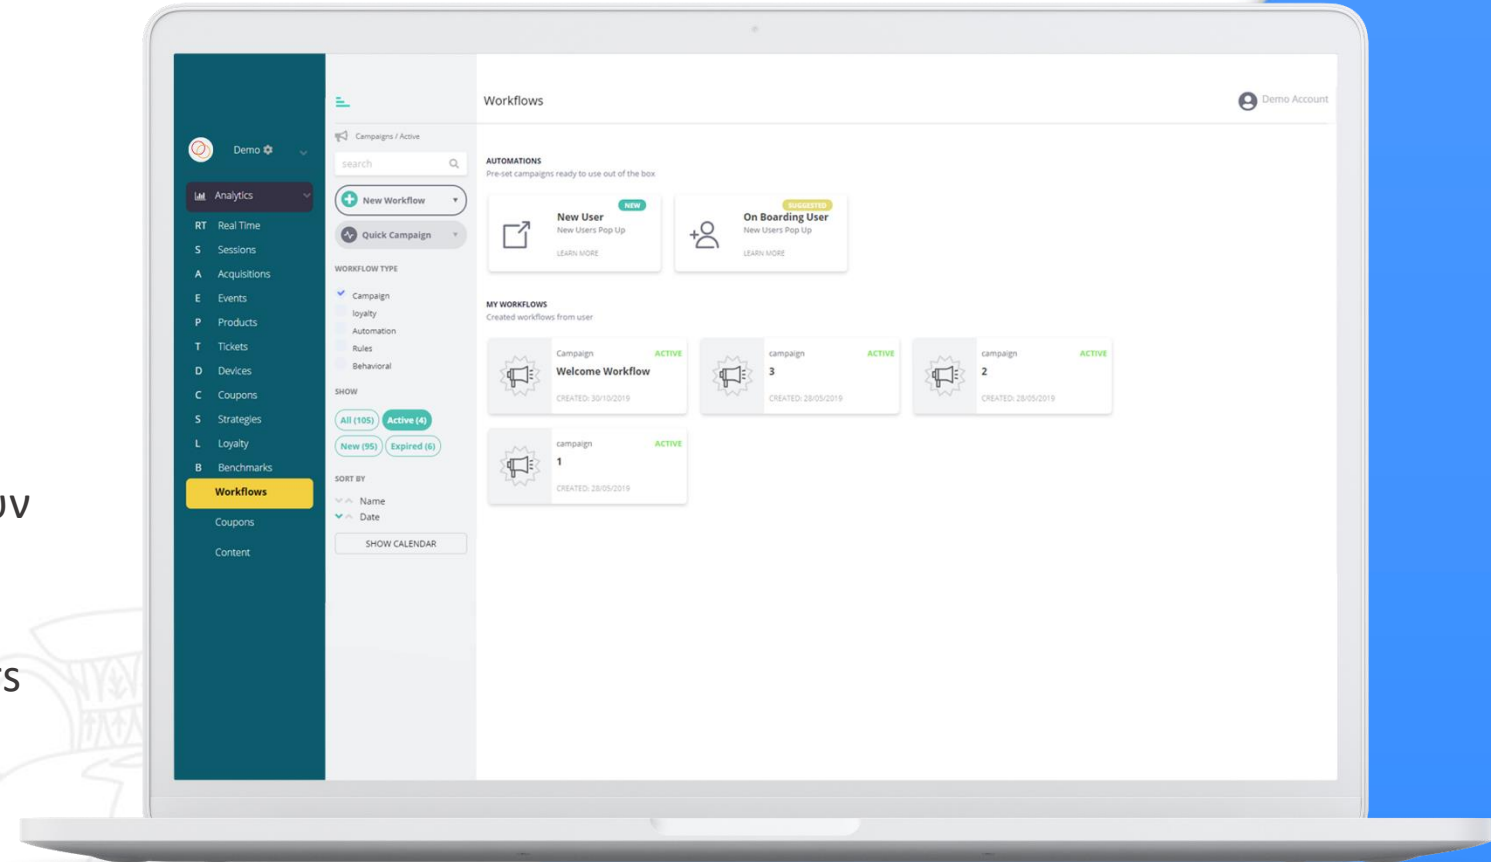 Workflows
Demo Account
Demo
Analytics
RT Real Time
S Sessions
A Acquisitions
E Events
P Products
T Tickets
D Devices
C Coupons
S Strategies
L Loyalty
B Benchmarks
Workflows
Coupons
Content
Campaigns / Active
search
New Workflow
Quick Campaign
WORKFLOW TYPE
Campaign
loyalty
Automation
Rules
Behavioral
SHOW
All (105) Active (4)
New (95) Expired (6)
SORT BY
Name
Date
SHOW CALENDAR
AUTOMATIONS
Pre-set campaigns ready to use out of the box
NEW
New User
New Users Pop Up
LEARN MORE
SUGGESTED
On Boarding User
New Users Pop Up
LEARN MORE
MY WORKFLOWS
Created workflows from user
Campaign ACTIVE
Welcome Workflow
CREATED: 30/10/2019
campaign ACTIVE
3
CREATED: 28/05/2019
campaign ACTIVE
2
CREATED: 28/05/2019
campaign ACTIVE
1
CREATED: 28/05/2019